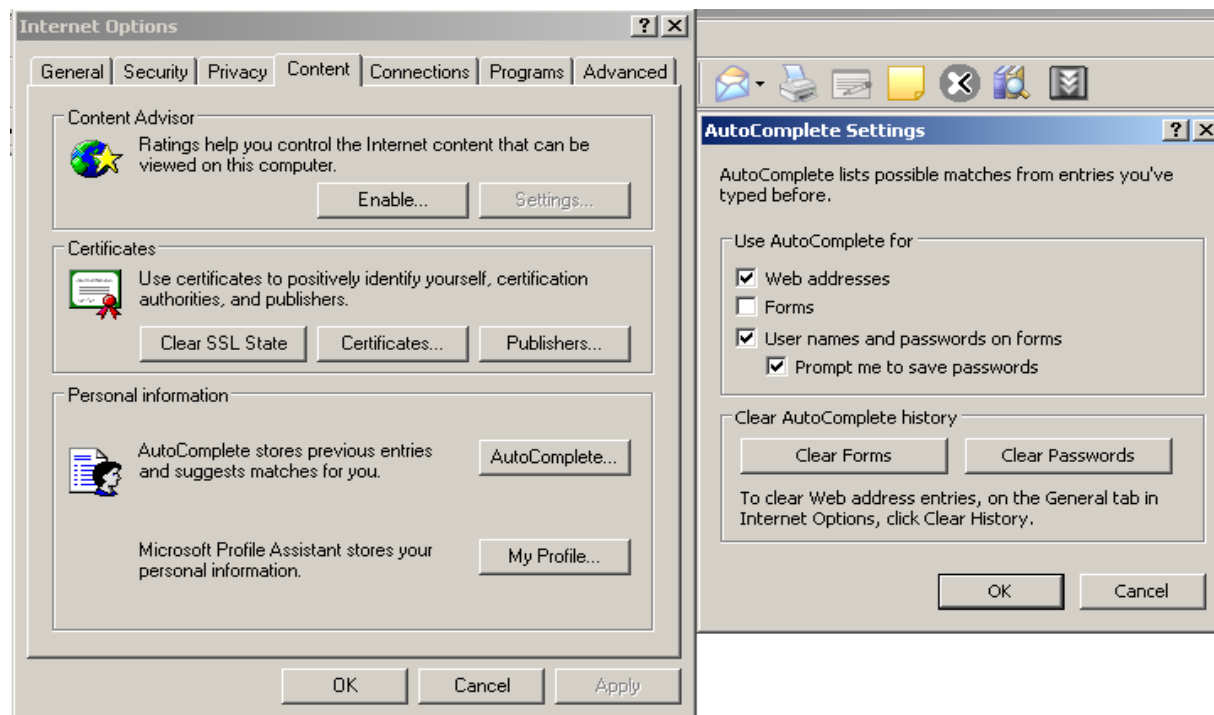 Internet Options
General Security Privacy Content Connections Programs Advanced
Content Advisor
Ratings help you control the Internet content that can be
viewed on this computer.
Enable... Settings...
Certificates
Use certificates to positively identify yourself, certification
authorities, and publishers.
Clear SSL State Certificates... Publishers...
Personal information
AutoComplete stores previous entries
and suggests matches for you.
AutoComplete...
Microsoft Profile Assistant stores your
personal information.
My Profile...
OK Cancel Apply
AutoComplete Settings
AutoComplete lists possible matches from entries you've
typed before.
Use AutoComplete for
Web addresses
Forms
User names and passwords on forms
Prompt me to save passwords
Clear AutoComplete history
Clear Forms Clear Passwords
To clear Web address entries, on the General tab in
Internet Options, click Clear History.
OK Cancel